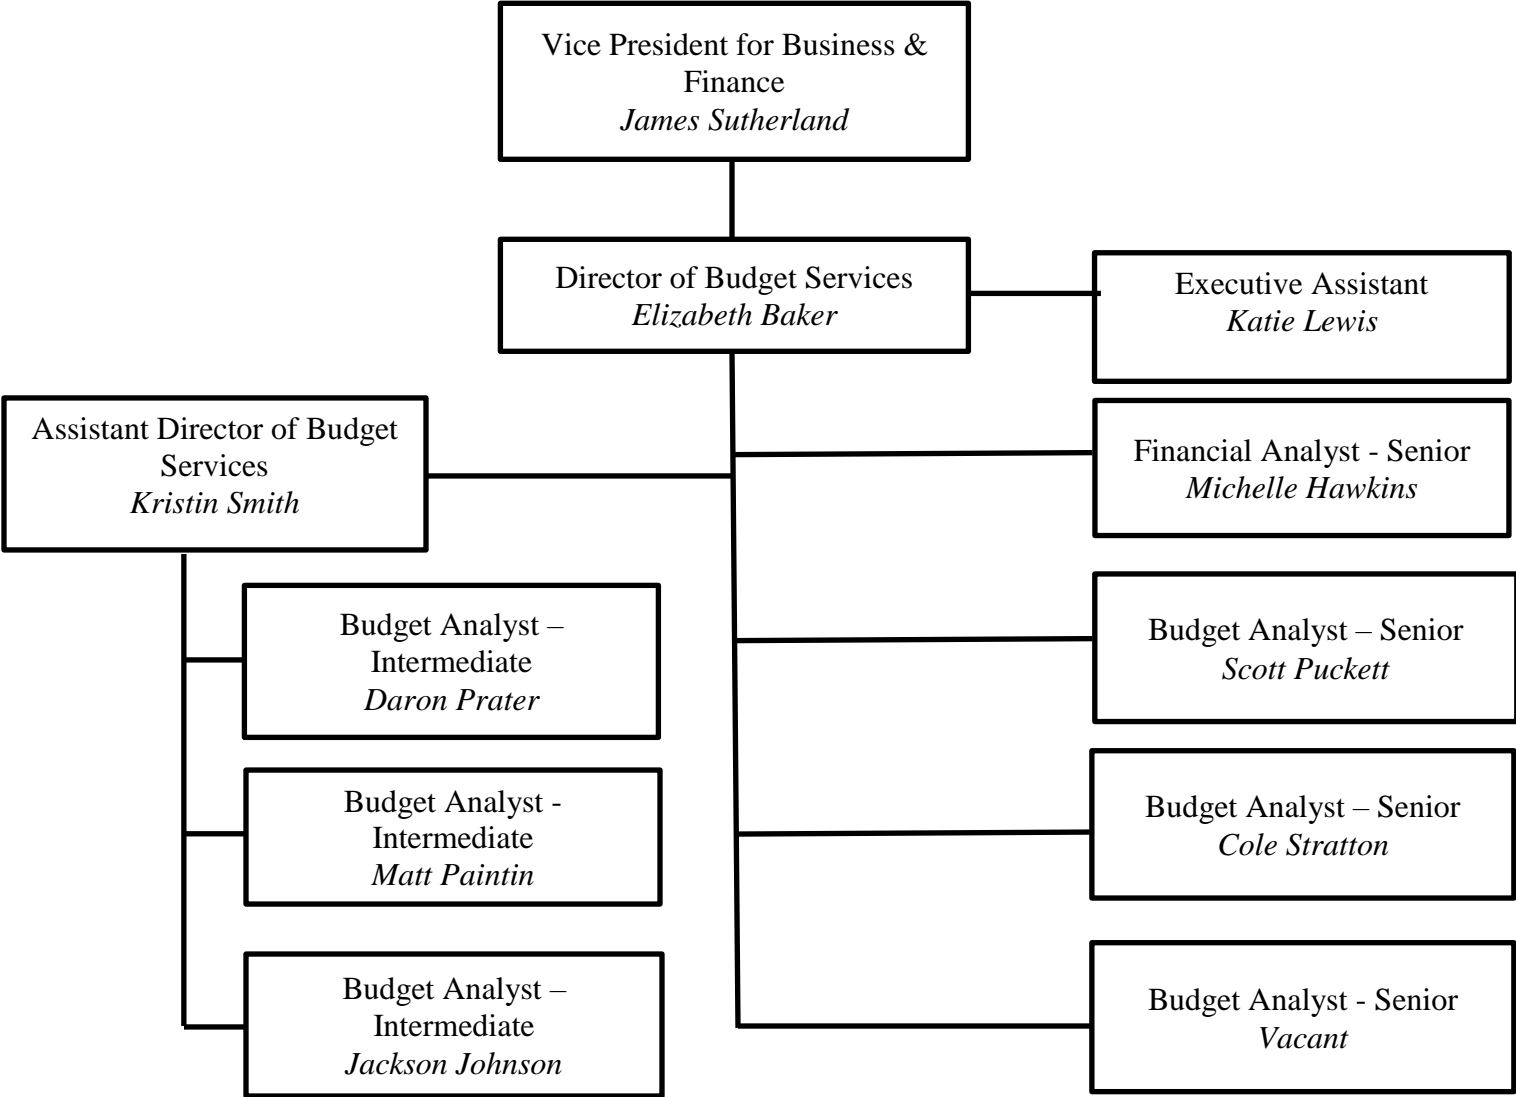 Vice President for Business &
Finance
James Sutherland
Director of Budget Services
Elizabeth Baker
Executive Assistant
Katie Lewis
Assistant Director of Budget
Services
Kristin Smith
Financial Analyst - Senior
Michelle Hawkins
Budget Analyst –
Intermediate
Daron Prater
Budget Analyst – Senior
Scott Puckett
Budget Analyst -
Intermediate
Matt Paintin
Budget Analyst – Senior
Cole Stratton
Budget Analyst –
Intermediate
Jackson Johnson
Budget Analyst - Senior
Vacant